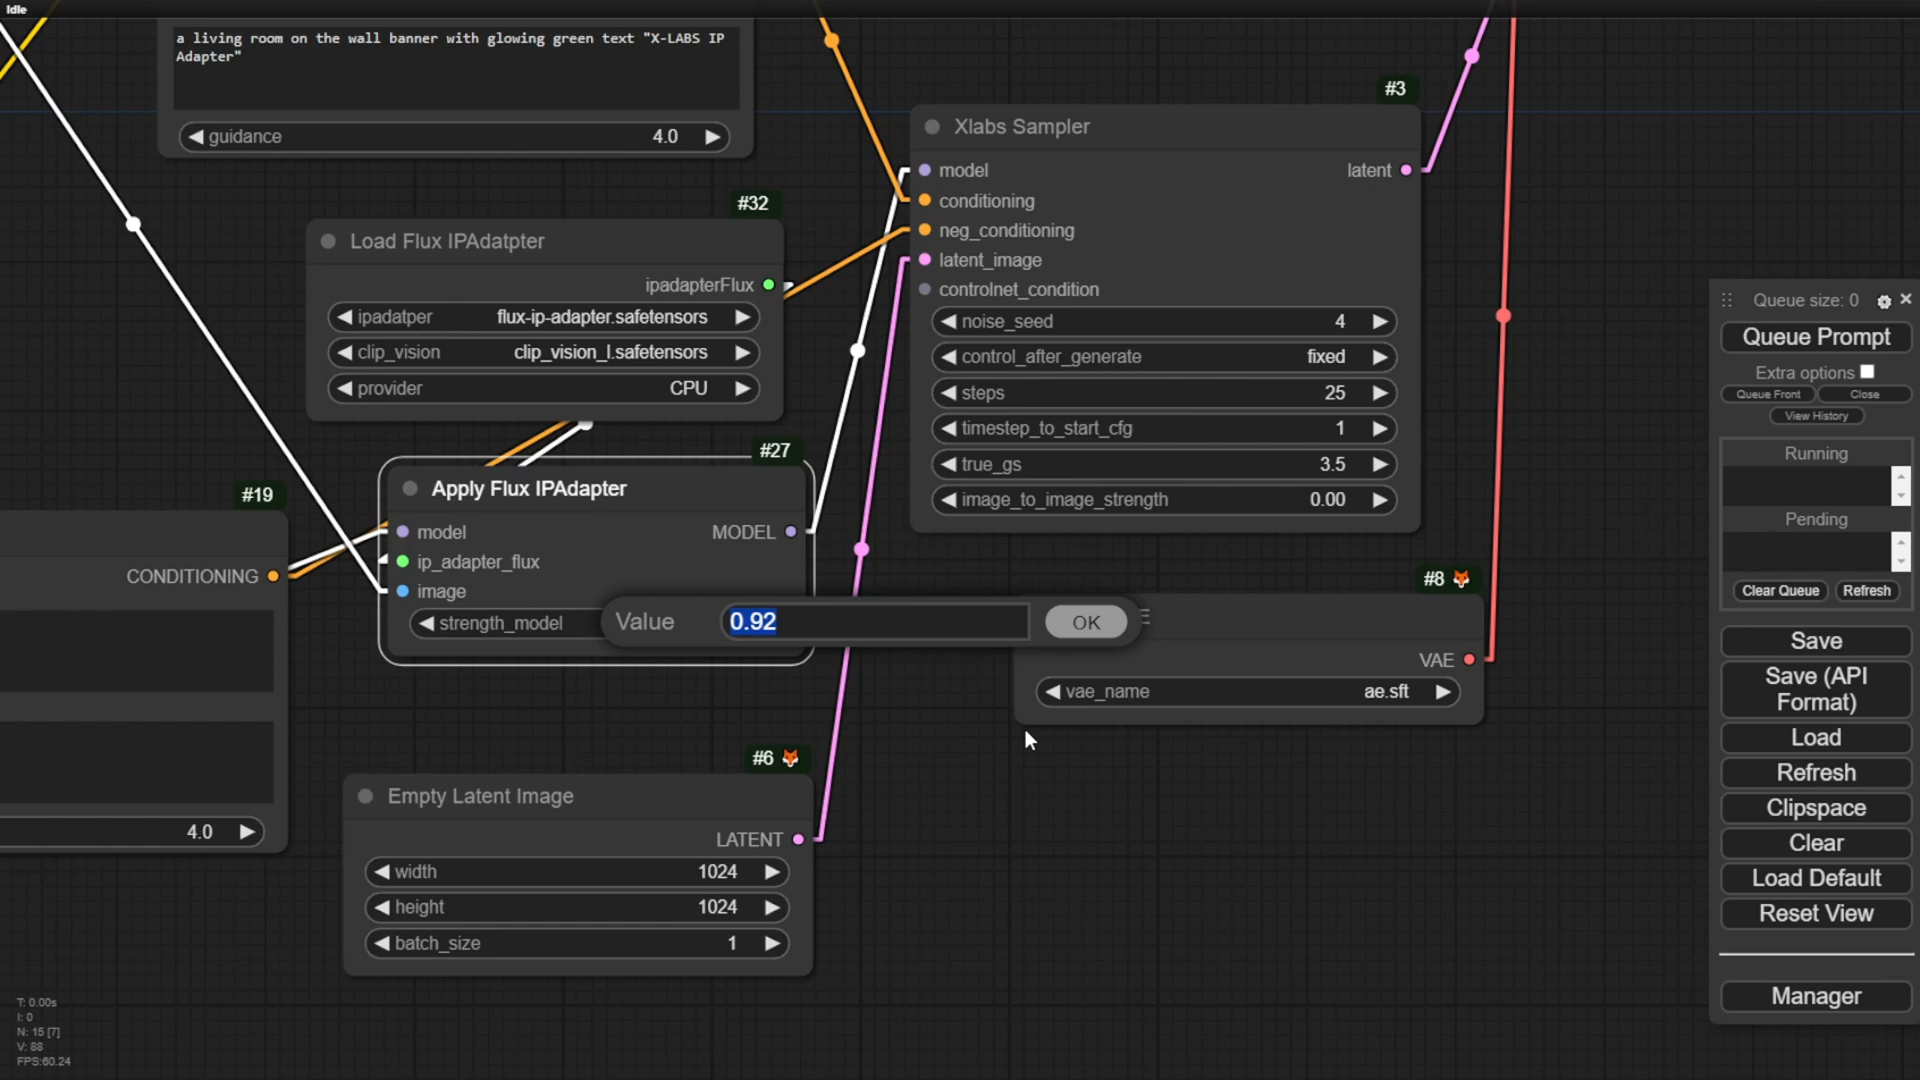 Idle
a living room on the wall banner with glowing green text "X-LABS IP
Adapter"
guidance 4.0
#32
Load Flux IPAdatpter
ipadapterFlux
ipadatper flux-ip-adapter.safetensors
clip_vision clip_vision_l.safetensors
provider CPU
#3
Xlabs Sampler
model latent
conditioning
neg_conditioning
latent_image
controlnet_condition
noise_seed 4
control_after_generate fixed
steps 25
timestep_to_start_cfg 1
true_gs 3.5
image_to_image_strength 0.00
#27
Apply Flux IPAdapter
model MODEL
ip_adapter_flux
image
strength_model
Value 0.92 OK
#19
CONDITIONING
4.0
#8
VAE
vae_name ae.sft
#6
Empty Latent Image
LATENT
width 1024
height 1024
batch_size 1
Queue size: 0
Queue Prompt
Extra options
Queue Front Close
View History
Running
Pending
Clear Queue Refresh
Save
Save (API
Format)
Load
Refresh
Clipspace
Clear
Load Default
Reset View
Manager
T: 0.00s
I: 0
N: 15 [7]
V: 88
FPS:60.24